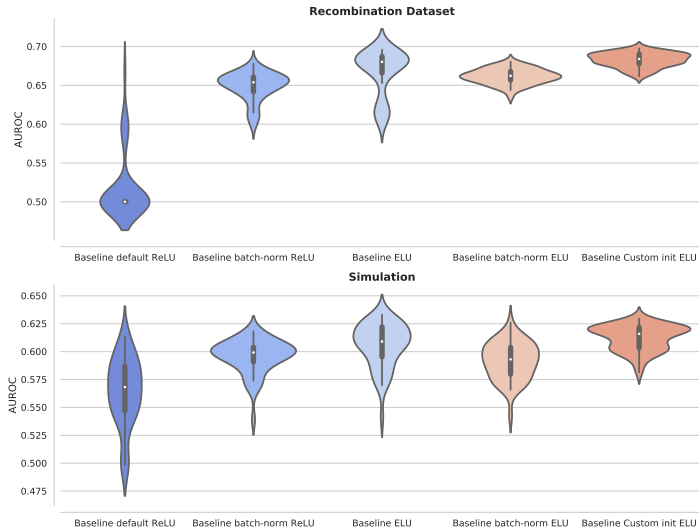 Recombination Dataset
AUROC
0.70
0.65
0.60
0.55
0.50
Baseline default ReLU
Baseline batch-norm ReLU
Baseline ELU
Baseline batch-norm ELU
Baseline Custom init ELU
Simulation
AUROC
0.650
0.625
0.600
0.575
0.550
0.525
0.500
0.475
Baseline default ReLU
Baseline batch-norm ReLU
Baseline ELU
Baseline batch-norm ELU
Baseline Custom init ELU